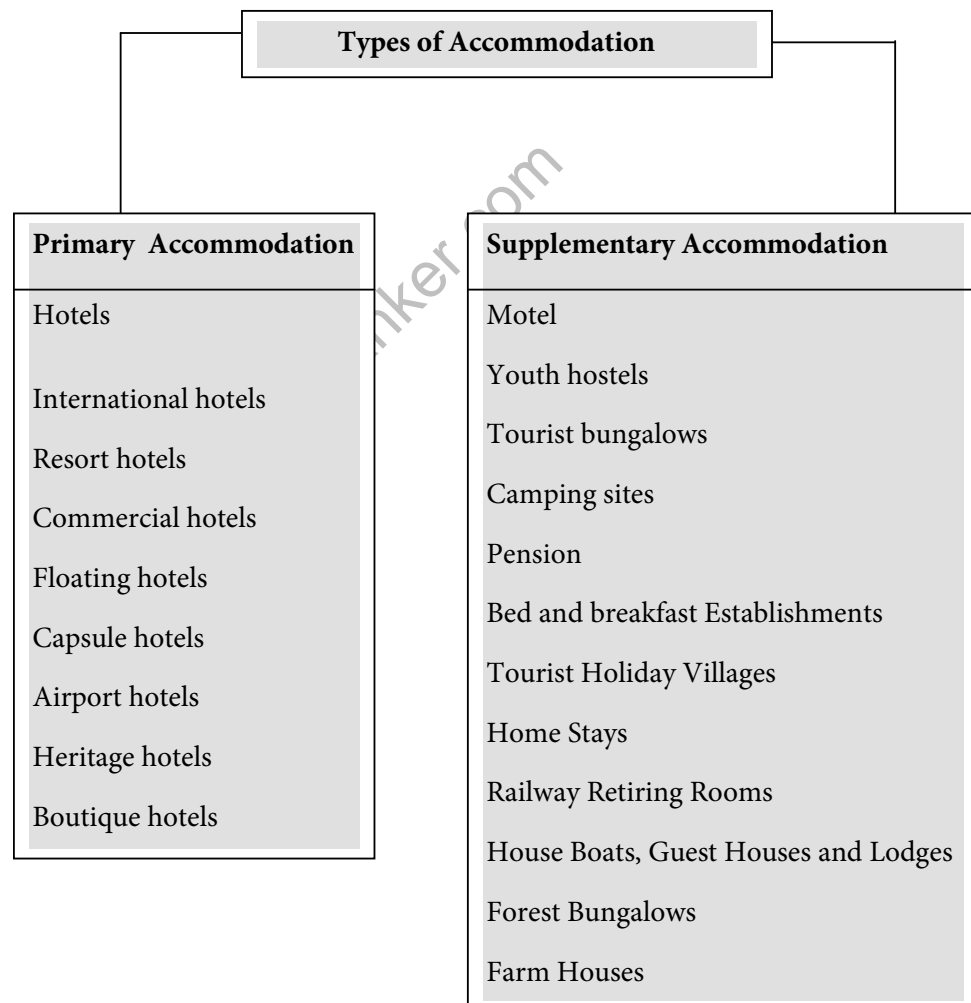 Types of Accommodation
Primary Accommodation
Hotels
International hotels
Resort hotels
Commercial hotels
Floating hotels
Capsule hotels
Airport hotels
Heritage hotels
Boutique hotels
Supplementary Accommodation
Motel
Youth hostels
Tourist bungalows
Camping sites
Pension
Bed and breakfast Establishments
Tourist Holiday Villages
Home Stays
Railway Retiring Rooms
House Boats, Guest Houses and Lodges
Forest Bungalows
Farm Houses